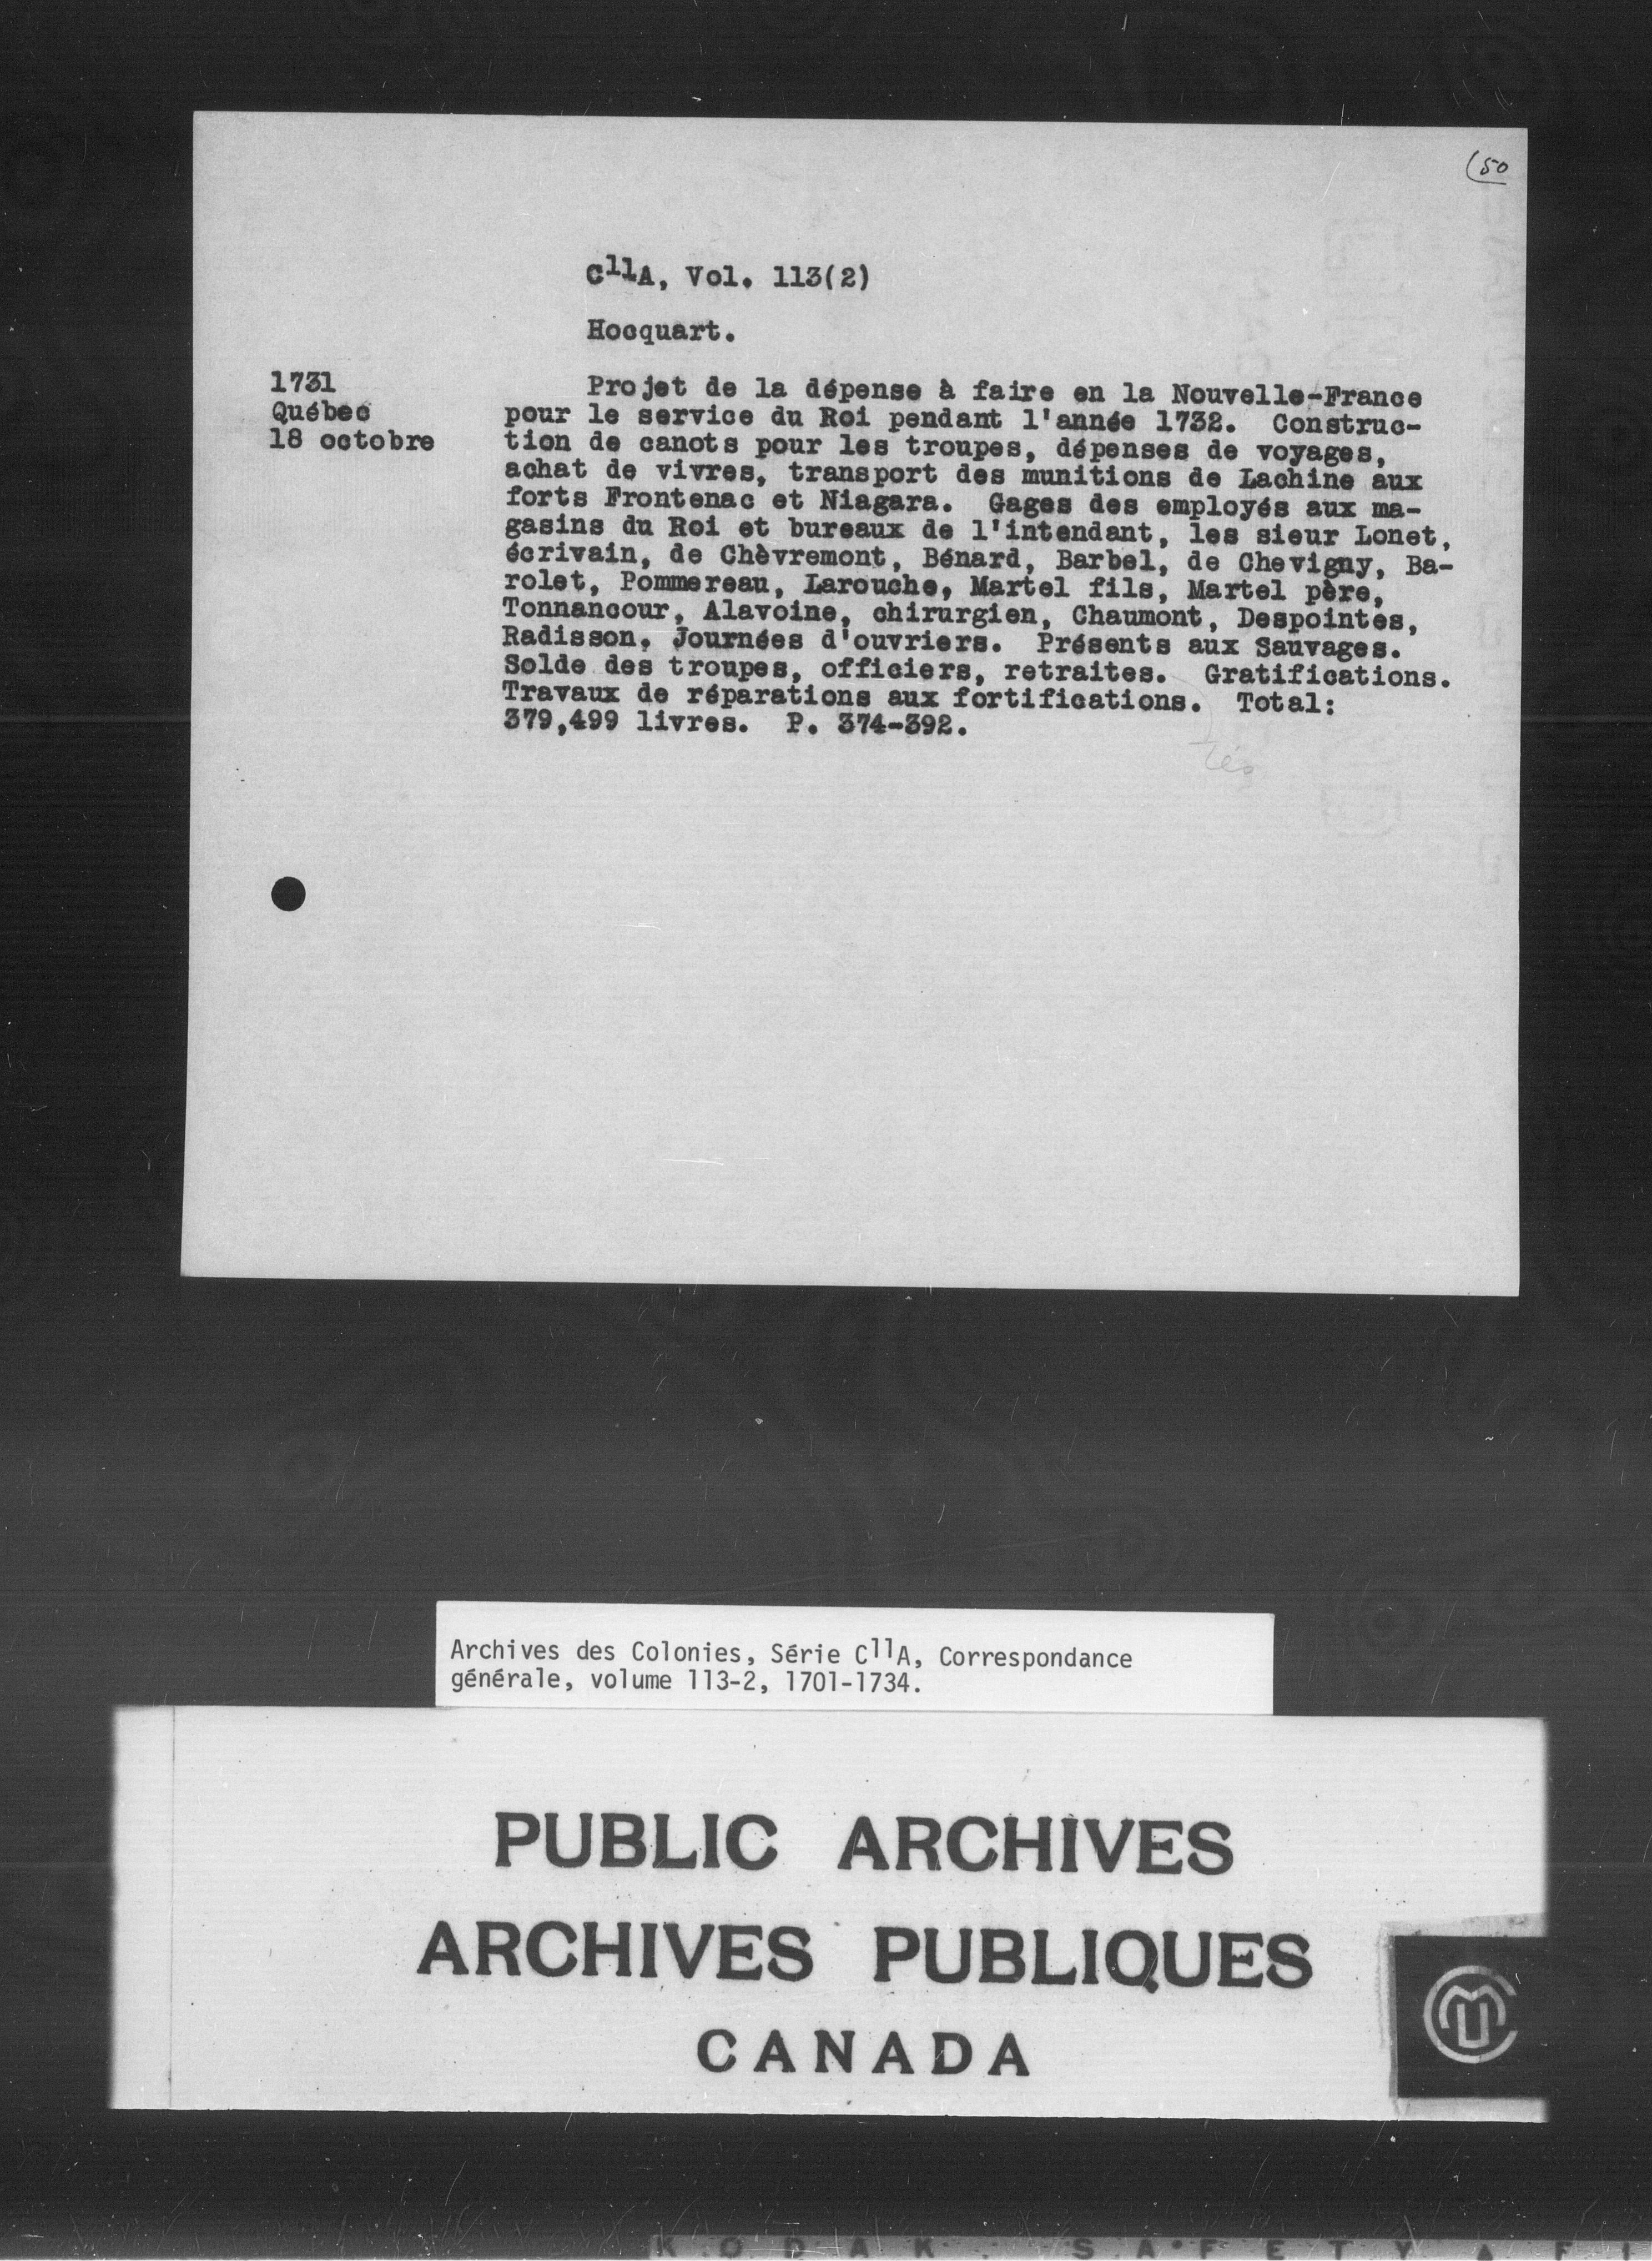 (50
C11A, Vol. 113(2)
Hocquart.
1731
Québec
18 octobre
Projet de la dépense à faire en la Nouvelle-France
pour le service du Roi pendant l'année 1732. Construc-
tion de canots pour les troupes, dépenses de voyages,
achat de vivres, transport des munitions de Lachine aux
forts Frontenac et Niagara. Gages des employés aux ma-
gasins du Roi et bureaux de l'intendant, les sieur Lonet,
écrivain, de Chèvremont, Bénard, Barbel, de Chevigny, Ba-
rolet, Pommereau, Larouche, Martel fils, Martel père,
Tonnancour, Alavoine, chirurgien, Chaumont, Despointes,
Radisson. Journées d'ouvriers. Présents aux Sauvages.
Solde des troupes, officiers, retraites. Gratifications.
Travaux de réparations aux fortifications. Total:
379,499 livres. P. 374-392.
Archives des Colonies, Série C11A, Correspondance
générale, volume 113-2, 1701-1734.
PUBLIC ARCHIVES
ARCHIVES PUBLIQUES
CANADA
KODAK SAFETY